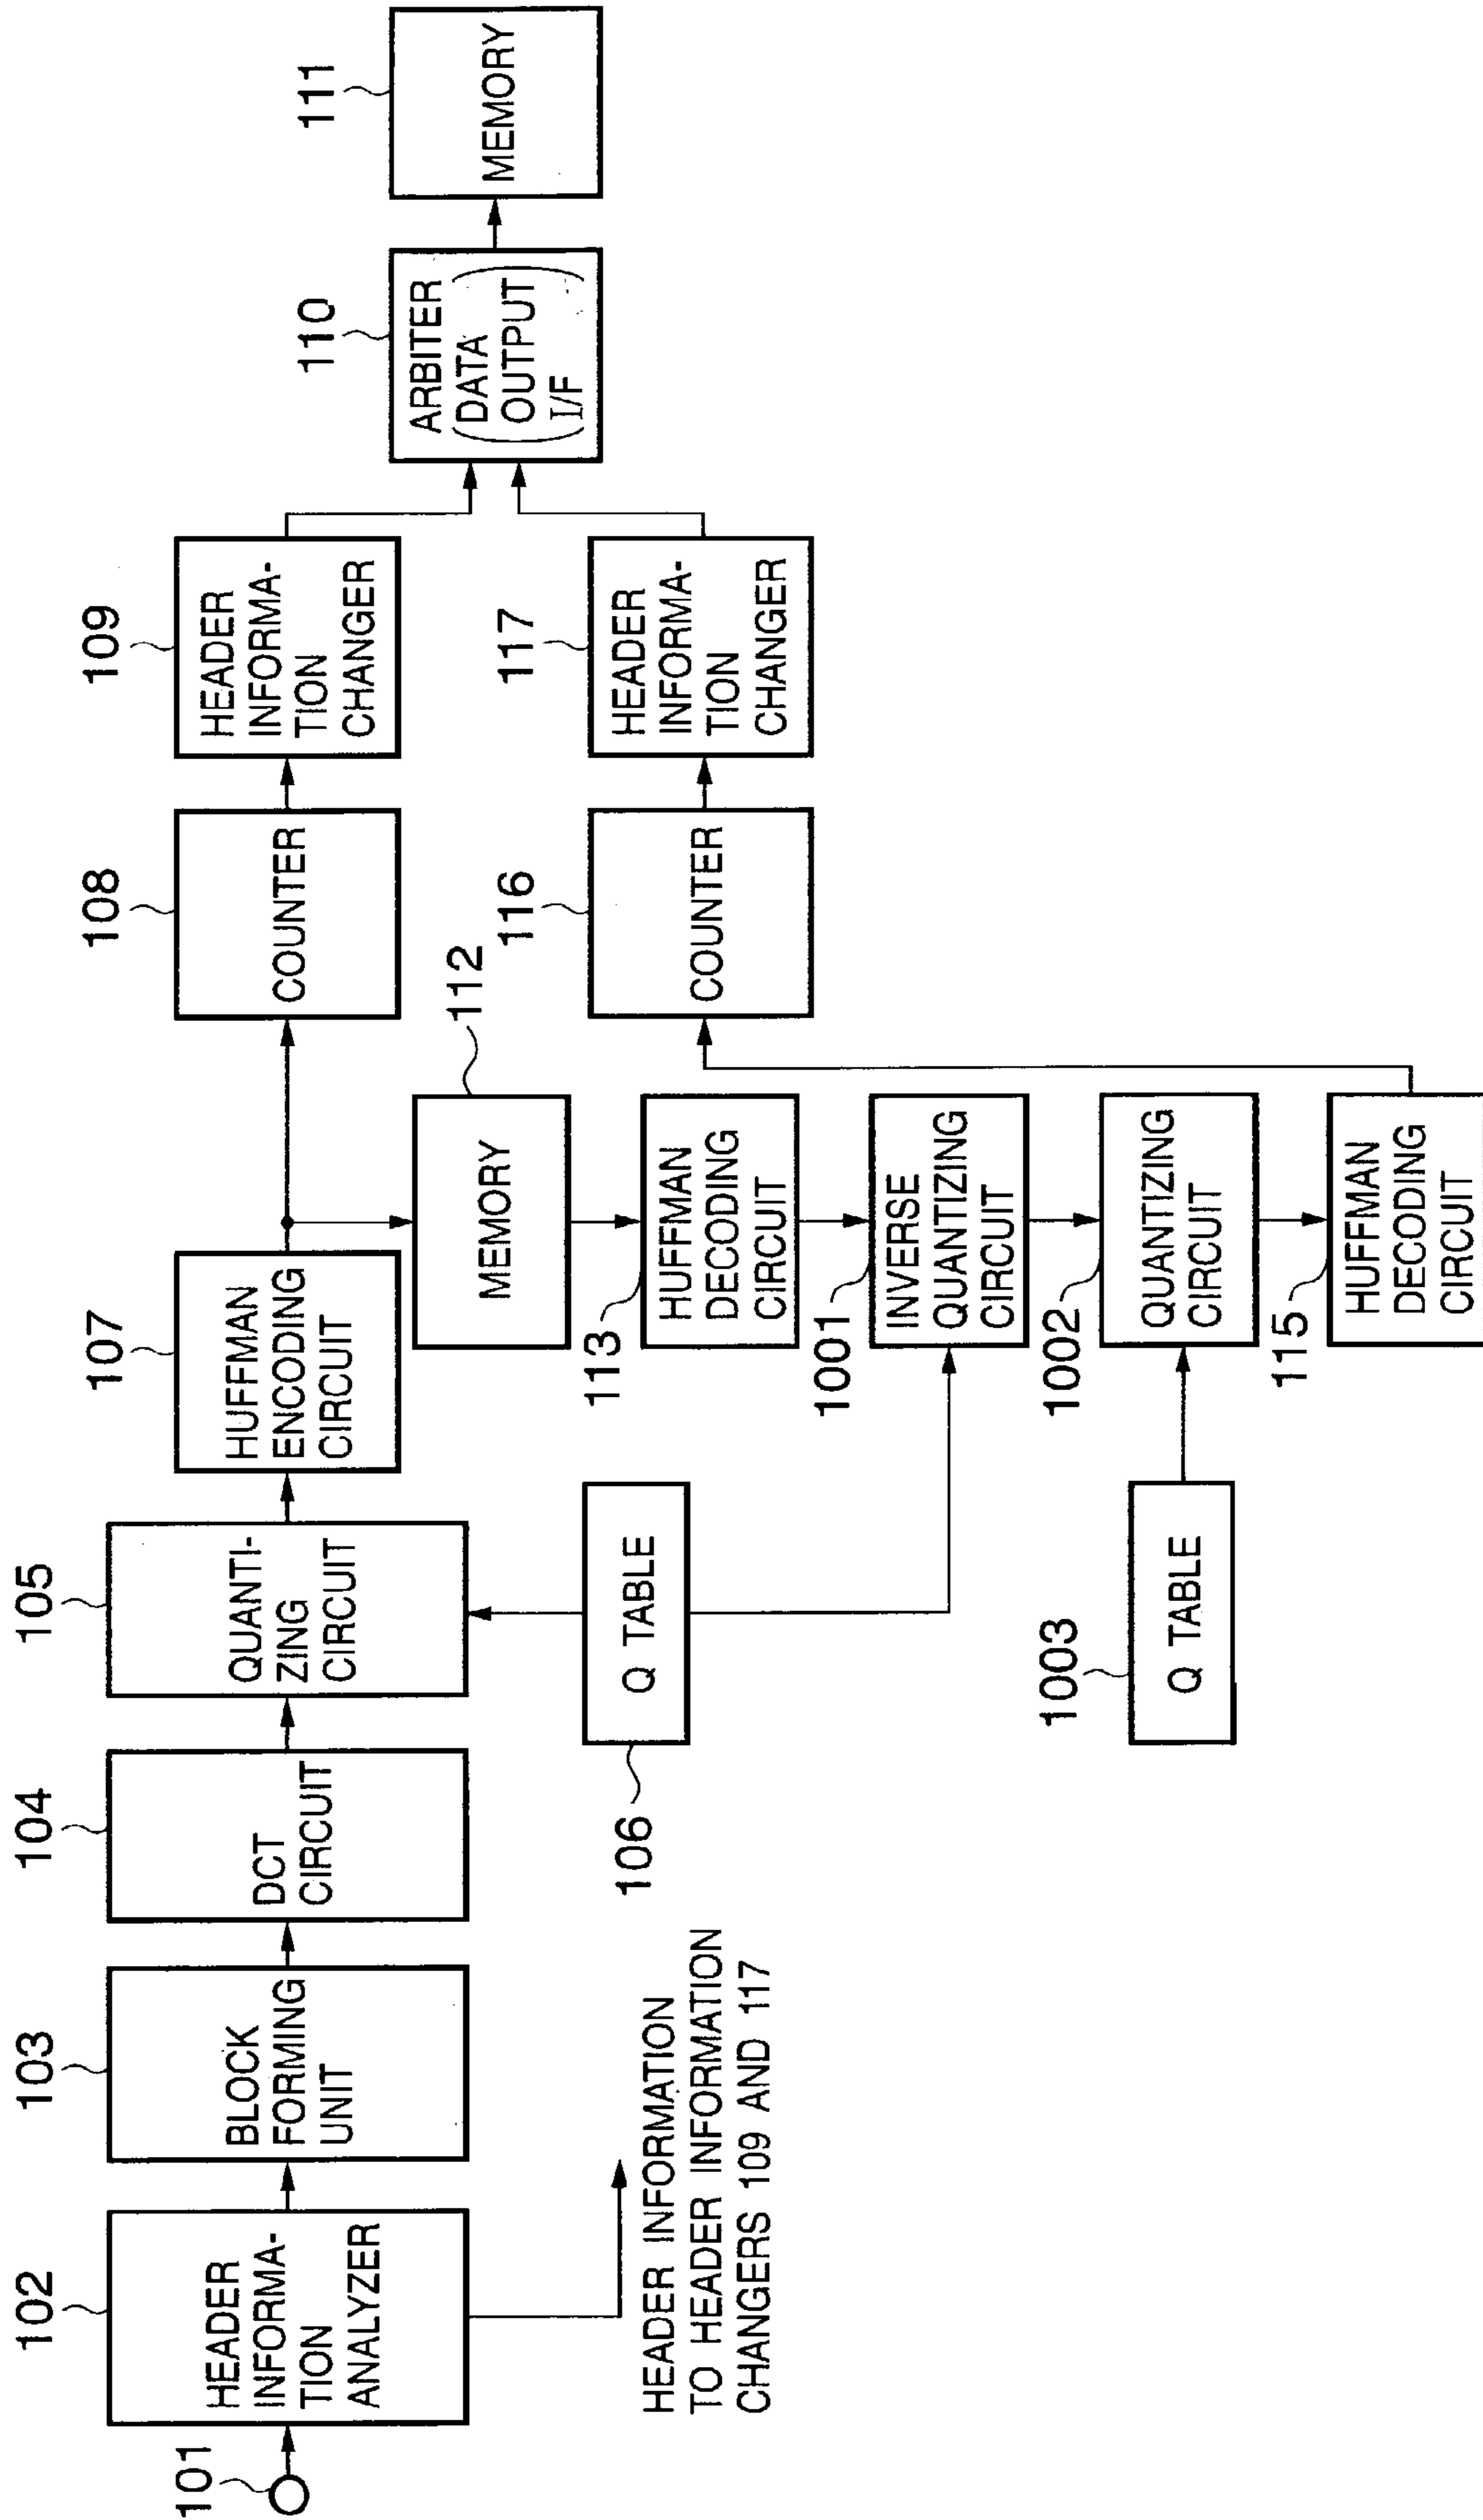 101
102
HEADER
INFORMA-
TION
ANALYZER
HEADER INFORMATION
TO HEADER INFORMATION
CHANGERS 109 AND 117
103
BLOCK
FORMING
UNIT
104
DCT
CIRCUIT
105
QUANTI-
ZING
CIRCUIT
106
Q TABLE
107
HUFFMAN
ENCODING
CIRCUIT
108
COUNTER
109
HEADER
INFORMA-
TION
CHANGER
110
ARBITER
(DATA
OUTPUT
I/F)
111
MEMORY
112
MEMORY
113
HUFFMAN
DECODING
CIRCUIT
1001
INVERSE
QUANTIZING
CIRCUIT
1002
QUANTIZING
CIRCUIT
1003
Q TABLE
115
HUFFMAN
DECODING
CIRCUIT
116
COUNTER
117
HEADER
INFORMA-
TION
CHANGER